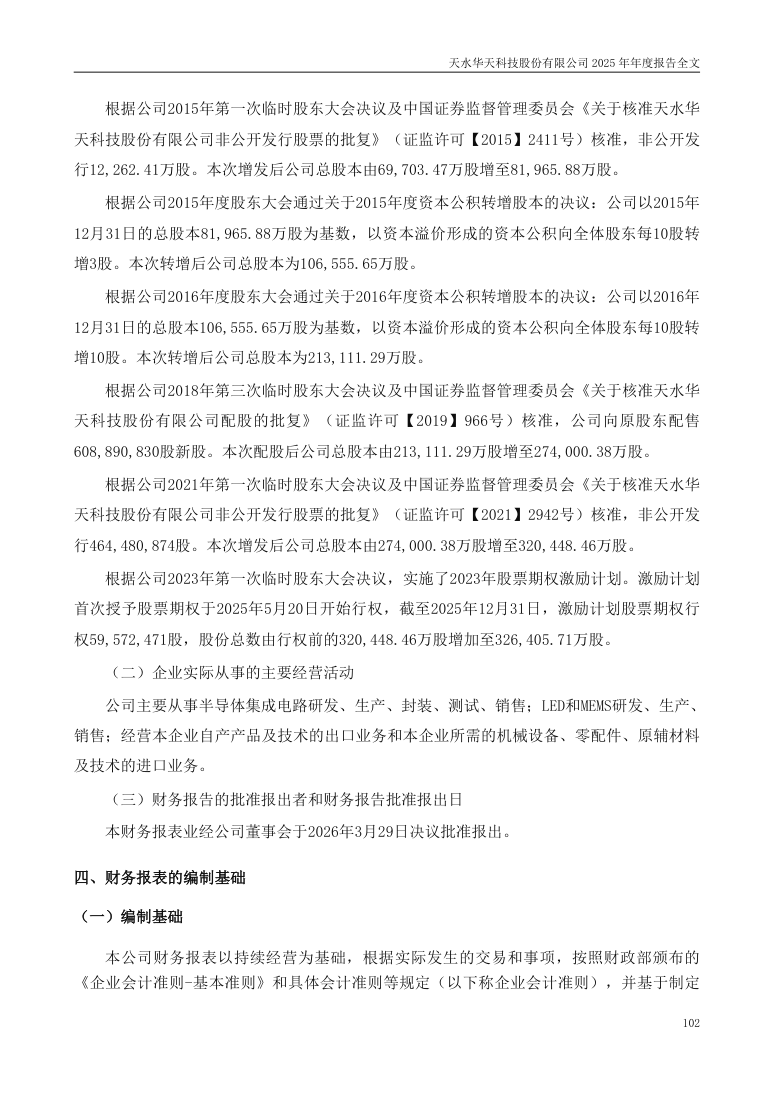 天水华天科技股份有限公司 2025 年年度报告全文
根据公司2015年第一次临时股东大会决议及中国证券监督管理委员会《关于核准天水华
天科技股份有限公司非公开发行股票的批复》（证监许可【2015】2411号）核准，非公开发
行12,262.41万股。本次增发后公司总股本由69,703.47万股增至81,965.88万股。
根据公司2015年度股东大会通过关于2015年度资本公积转增股本的决议：公司以2015年
12月31日的总股本81,965.88万股为基数，以资本溢价形成的资本公积向全体股东每10股转
增3股。本次转增后公司总股本为106,555.65万股。
根据公司2016年度股东大会通过关于2016年度资本公积转增股本的决议：公司以2016年
12月31日的总股本106,555.65万股为基数，以资本溢价形成的资本公积向全体股东每10股转
增10股。本次转增后公司总股本为213,111.29万股。
根据公司2018年第三次临时股东大会决议及中国证券监督管理委员会《关于核准天水华
天科技股份有限公司配股的批复》（证监许可【2019】966号）核准，公司向原股东配售
608,890,830股新股。本次配股后公司总股本由213,111.29万股增至274,000.38万股。
根据公司2021年第一次临时股东大会决议及中国证券监督管理委员会《关于核准天水华
天科技股份有限公司非公开发行股票的批复》（证监许可【2021】2942号）核准，非公开发
行464,480,874股。本次增发后公司总股本由274,000.38万股增至320,448.46万股。
根据公司2023年第一次临时股东大会决议，实施了2023年股票期权激励计划。激励计划
首次授予股票期权于2025年5月20日开始行权，截至2025年12月31日，激励计划股票期权行
权59,572,471股，股份总数由行权前的320,448.46万股增加至326,405.71万股。
（二）企业实际从事的主要经营活动
公司主要从事半导体集成电路研发、生产、封装、测试、销售；LED和MEMS研发、生产、
销售；经营本企业自产产品及技术的出口业务和本企业所需的机械设备、零配件、原辅材料
及技术的进口业务。
（三）财务报告的批准报出者和财务报告批准报出日
本财务报表业经公司董事会于2026年3月29日决议批准报出。
四、财务报表的编制基础
（一）编制基础
本公司财务报表以持续经营为基础，根据实际发生的交易和事项，按照财政部颁布的
《企业会计准则-基本准则》和具体会计准则等规定（以下称企业会计准则），并基于制定
102